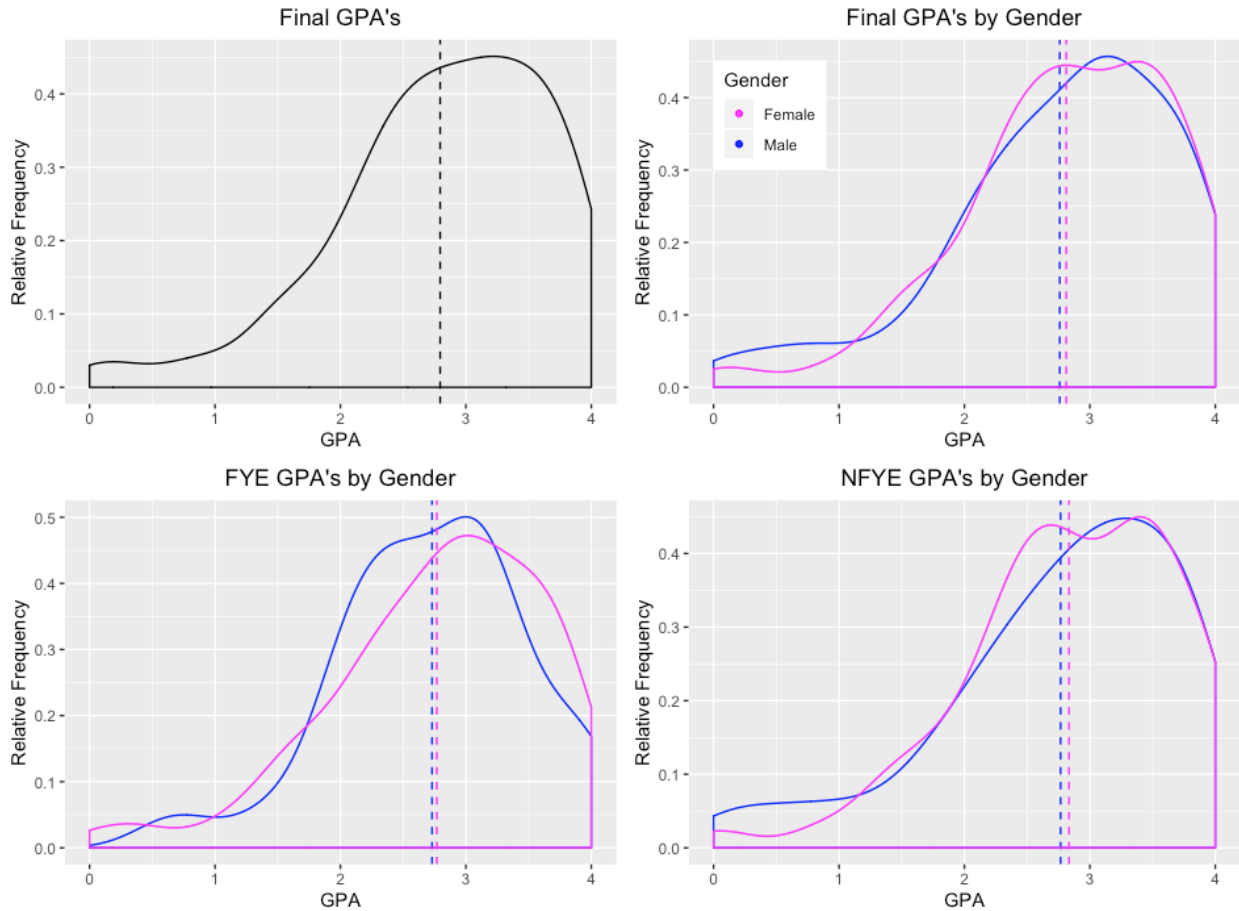 Final GPA's
Relative Frequency
0.4
0.3
0.2
0.1
0.0
0 1 2 3 4
GPA
Final GPA's by Gender
Relative Frequency
0.4
0.3
0.2
0.1
0.0
Gender
Female
Male
0 1 2 3 4
GPA
FYE GPA's by Gender
Relative Frequency
0.5
0.4
0.3
0.2
0.1
0.0
0 1 2 3 4
GPA
NFYE GPA's by Gender
Relative Frequency
0.4
0.3
0.2
0.1
0.0
0 1 2 3 4
GPA